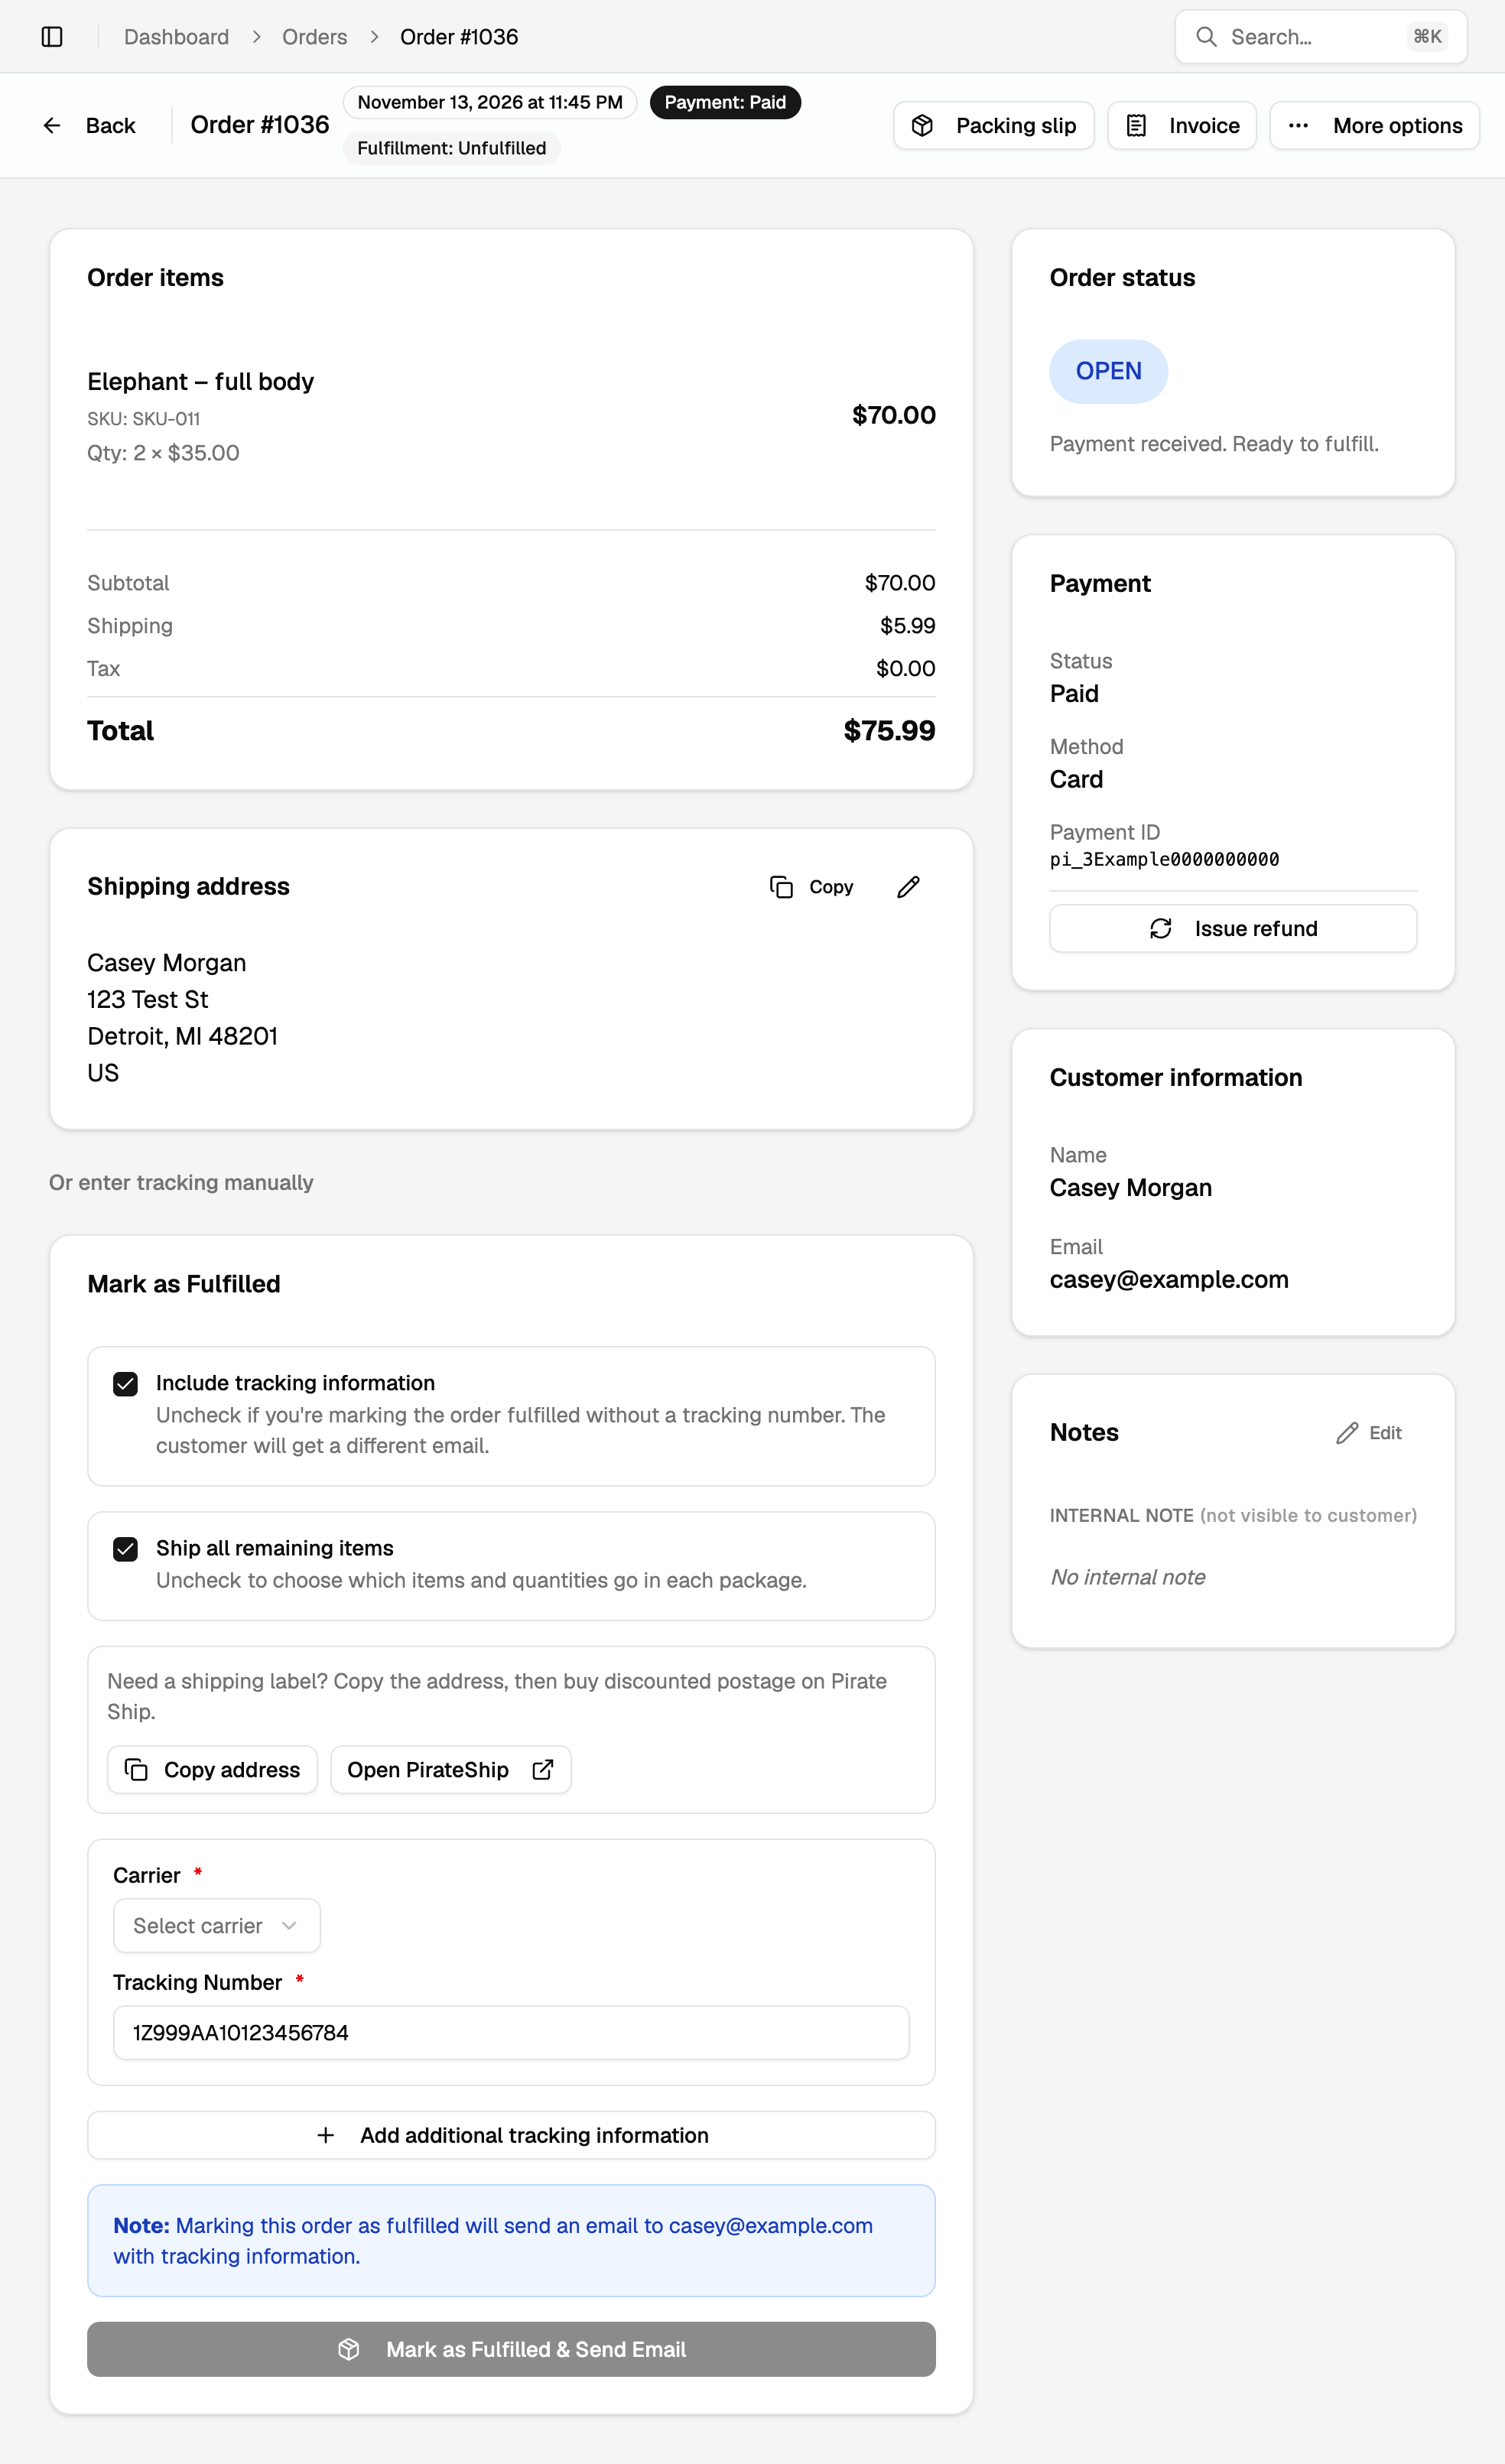 Dashboard > Orders > Order #1036
Search... ⌘K
Back
Order #1036
November 13, 2026 at 11:45 PM
Payment: Paid
Fulfillment: Unfulfilled
Packing slip
Invoice
More options
Order items
Elephant – full body
SKU: SKU-011
Qty: 2 × $35.00
$70.00
Subtotal $70.00
Shipping $5.99
Tax $0.00
Total $75.99
Shipping address
Copy
Casey Morgan
123 Test St
Detroit, MI 48201
US
Or enter tracking manually
Mark as Fulfilled
Include tracking information
Uncheck if you're marking the order fulfilled without a tracking number. The
customer will get a different email.
Ship all remaining items
Uncheck to choose which items and quantities go in each package.
Need a shipping label? Copy the address, then buy discounted postage on Pirate
Ship.
Copy address
Open PirateShip
Carrier *
Select carrier
Tracking Number *
1Z999AA10123456784
Add additional tracking information
Note: Marking this order as fulfilled will send an email to casey@example.com
with tracking information.
Mark as Fulfilled & Send Email
Order status
OPEN
Payment received. Ready to fulfill.
Payment
Status
Paid
Method
Card
Payment ID
pi_3Example0000000000
Issue refund
Customer information
Name
Casey Morgan
Email
casey@example.com
Notes
Edit
INTERNAL NOTE (not visible to customer)
No internal note